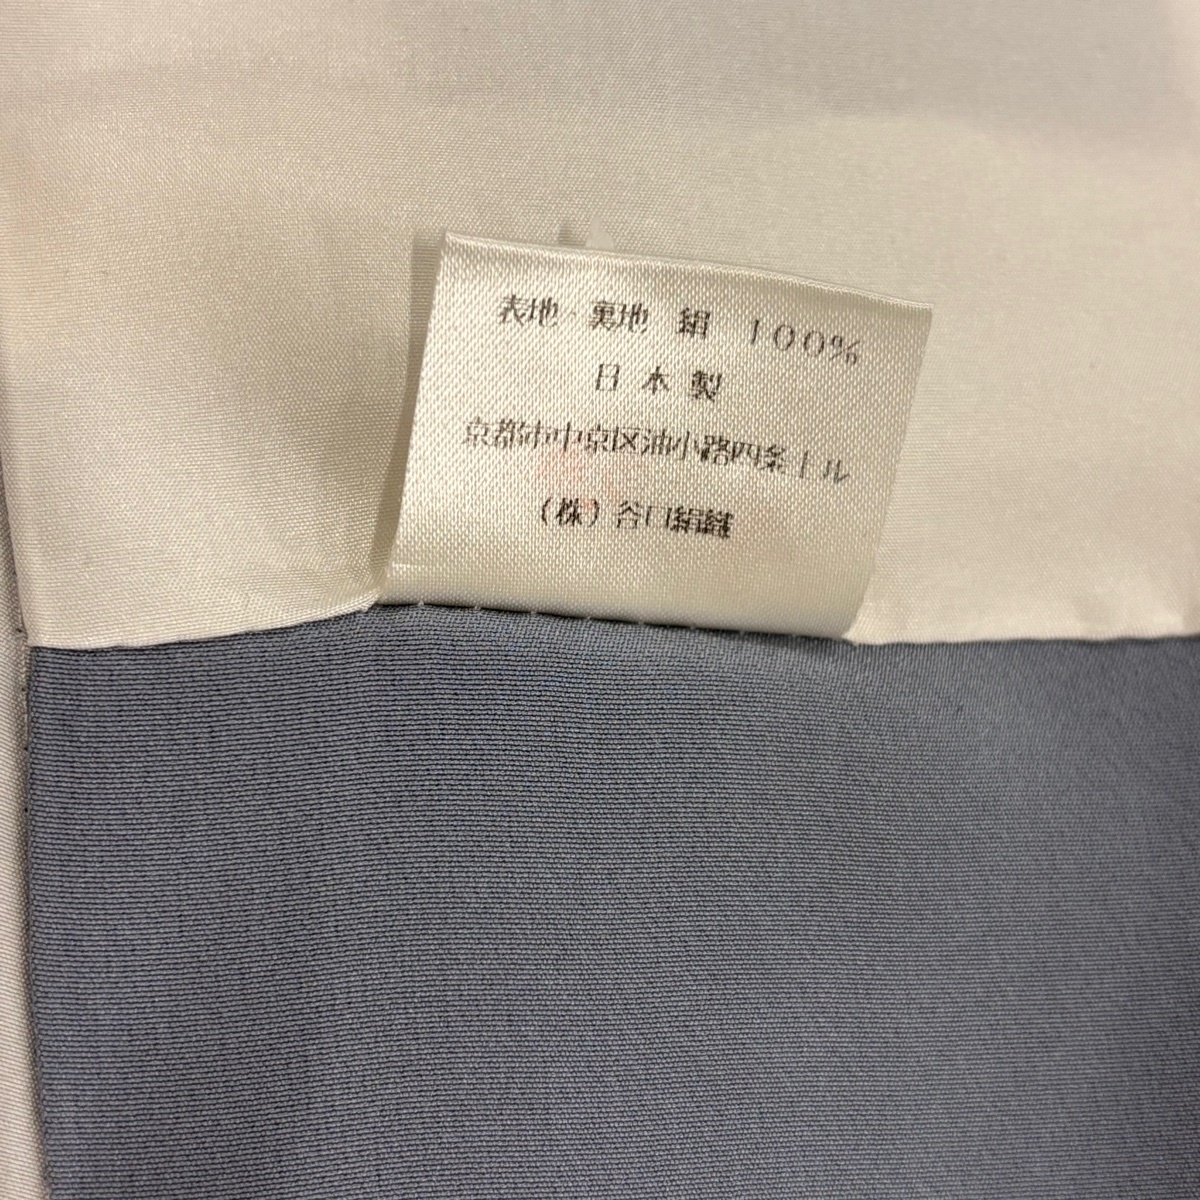 表地・裏地 絹 100%
日本製
京都市中京区油小路四条上ル
(株)谷口絹織